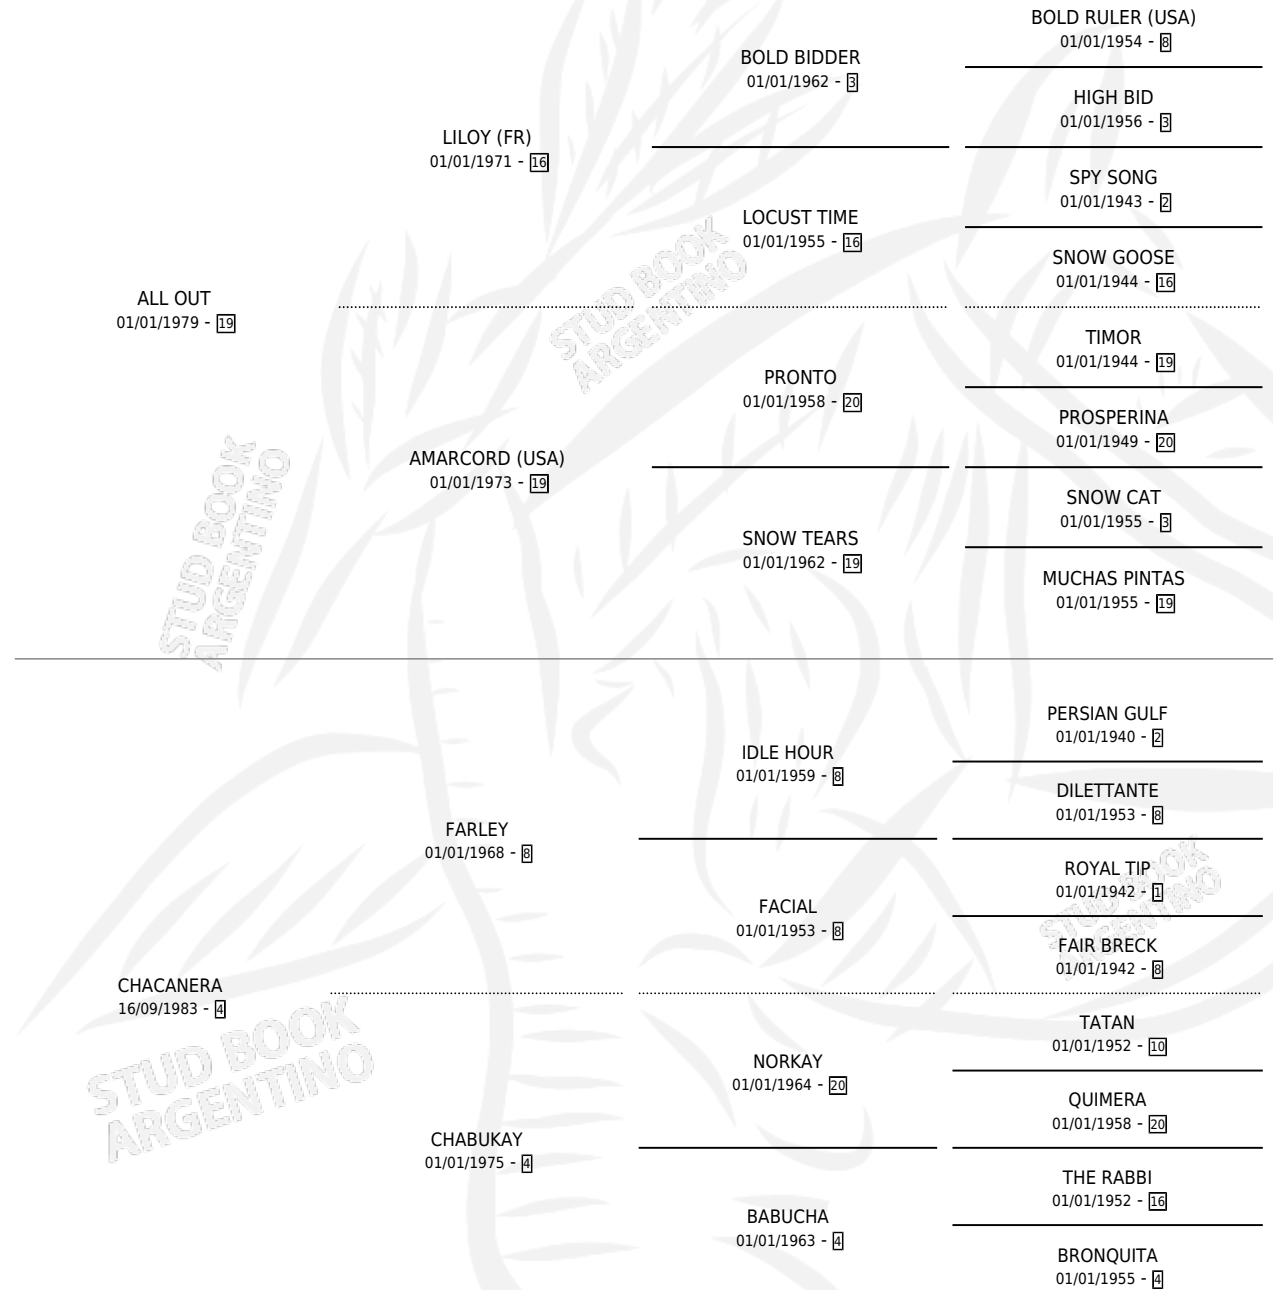 BOLD RULER (USA)
01/01/1954 - 8
BOLD BIDDER
01/01/1962 - 3
HIGH BID
01/01/1956 - 3
LILOY (FR)
01/01/1971 - 16
SPY SONG
01/01/1943 - 2
LOCUST TIME
01/01/1955 - 16
SNOW GOOSE
01/01/1944 - 16
ALL OUT
01/01/1979 - 19
TIMOR
01/01/1944 - 19
PRONTO
01/01/1958 - 20
PROSPERINA
01/01/1949 - 20
AMARCORD (USA)
01/01/1973 - 19
SNOW CAT
01/01/1955 - 3
SNOW TEARS
01/01/1962 - 19
MUCHAS PINTAS
01/01/1955 - 19
STUD BOOK
ARGENTINO
STUD BOOK
ARGENTINO
PERSIAN GULF
01/01/1940 - 2
IDLE HOUR
01/01/1959 - 8
DILETTANTE
01/01/1953 - 8
FARLEY
01/01/1968 - 8
ROYAL TIP
01/01/1942 - 1
FACIAL
01/01/1953 - 8
FAIR BRECK
01/01/1942 - 8
CHACANERA
16/09/1983 - 4
TATAN
01/01/1952 - 10
NORKAY
01/01/1964 - 20
QUIMERA
01/01/1958 - 20
CHABUKAY
01/01/1975 - 4
THE RABBI
01/01/1952 - 16
BABUCHA
01/01/1963 - 4
BRONQUITA
01/01/1955 - 4
STUD BOOK
ARGENTINO
STUD BOOK
ARGENTINO